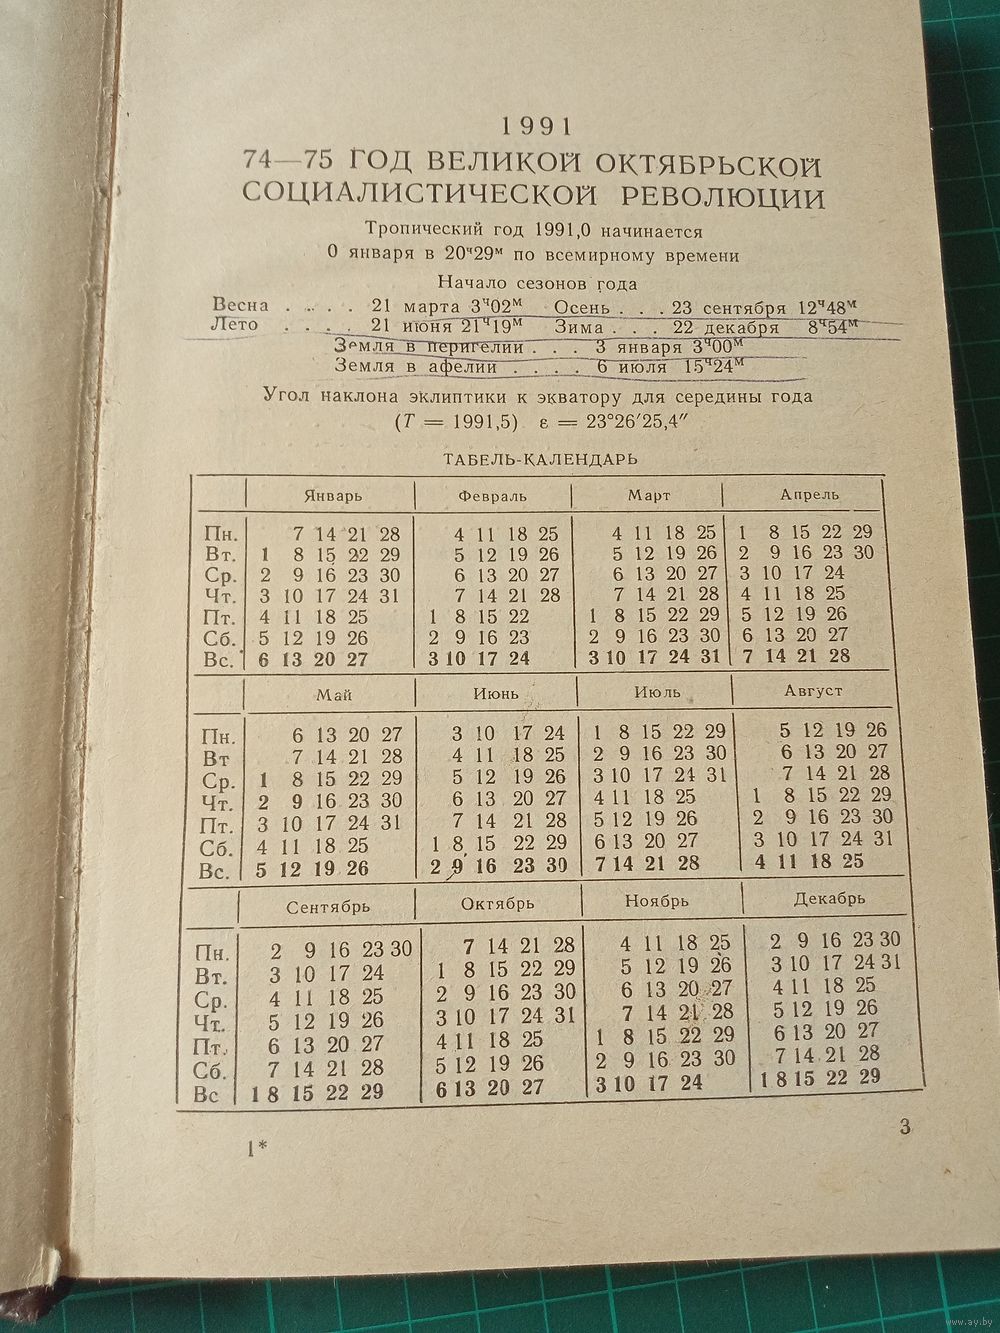 1991
74—75 ГОД ВЕЛИКОЙ ОКТЯБРЬСКОЙ
СОЦИАЛИСТИЧЕСКОЙ РЕВОЛЮЦИИ
Тропический год 1991,0 начинается
0 января в 20ч29м по всемирному времени
Начало сезонов года
Весна . . . . . 21 марта 3ч02м Осень . . . 23 сентября 12ч48м
Лето . . . . 21 июня 21ч19м Зима . . . 22 декабря 8ч54м
Земля в перигелии . . . 3 января 3ч00м
Земля в афелии . . . . 6 июля 15ч24м
Угол наклона эклиптики к экватору для середины года
(T = 1991,5) ε = 23°26′25,4″
ТАБЕЛЬ-КАЛЕНДАРЬ
Январь Февраль Март Апрель
Пн. 7 14 21 28 4 11 18 25 4 11 18 25 1 8 15 22 29
Вт. 1 8 15 22 29 5 12 19 26 5 12 19 26 2 9 16 23 30
Ср. 2 9 16 23 30 6 13 20 27 6 13 20 27 3 10 17 24
Чт. 3 10 17 24 31 7 14 21 28 7 14 21 28 4 11 18 25
Пт. 4 11 18 25 1 8 15 22 1 8 15 22 29 5 12 19 26
Сб. 5 12 19 26 2 9 16 23 2 9 16 23 30 6 13 20 27
Вс. 6 13 20 27 3 10 17 24 3 10 17 24 31 7 14 21 28
Май Июнь Июль Август
Пн. 6 13 20 27 3 10 17 24 1 8 15 22 29 5 12 19 26
Вт 7 14 21 28 4 11 18 25 2 9 16 23 30 6 13 20 27
Ср. 1 8 15 22 29 5 12 19 26 3 10 17 24 31 7 14 21 28
Чт. 2 9 16 23 30 6 13 20 27 4 11 18 25 1 8 15 22 29
Пт. 3 10 17 24 31 7 14 21 28 5 12 19 26 2 9 16 23 30
Сб. 4 11 18 25 1 8 15 22 29 6 13 20 27 3 10 17 24 31
Вс. 5 12 19 26 2 9 16 23 30 7 14 21 28 4 11 18 25
Сентябрь Октябрь Ноябрь Декабрь
Пн. 2 9 16 23 30 7 14 21 28 4 11 18 25 2 9 16 23 30
Вт. 3 10 17 24 1 8 15 22 29 5 12 19 26 3 10 17 24 31
Ср. 4 11 18 25 2 9 16 23 30 6 13 20 27 4 11 18 25
Чт. 5 12 19 26 3 10 17 24 31 7 14 21 28 5 12 19 26
Пт. 6 13 20 27 4 11 18 25 1 8 15 22 29 6 13 20 27
Сб. 7 14 21 28 5 12 19 26 2 9 16 23 30 7 14 21 28
Вс 1 8 15 22 29 6 13 20 27 3 10 17 24 1 8 15 22 29
1*
3
www.ay.by